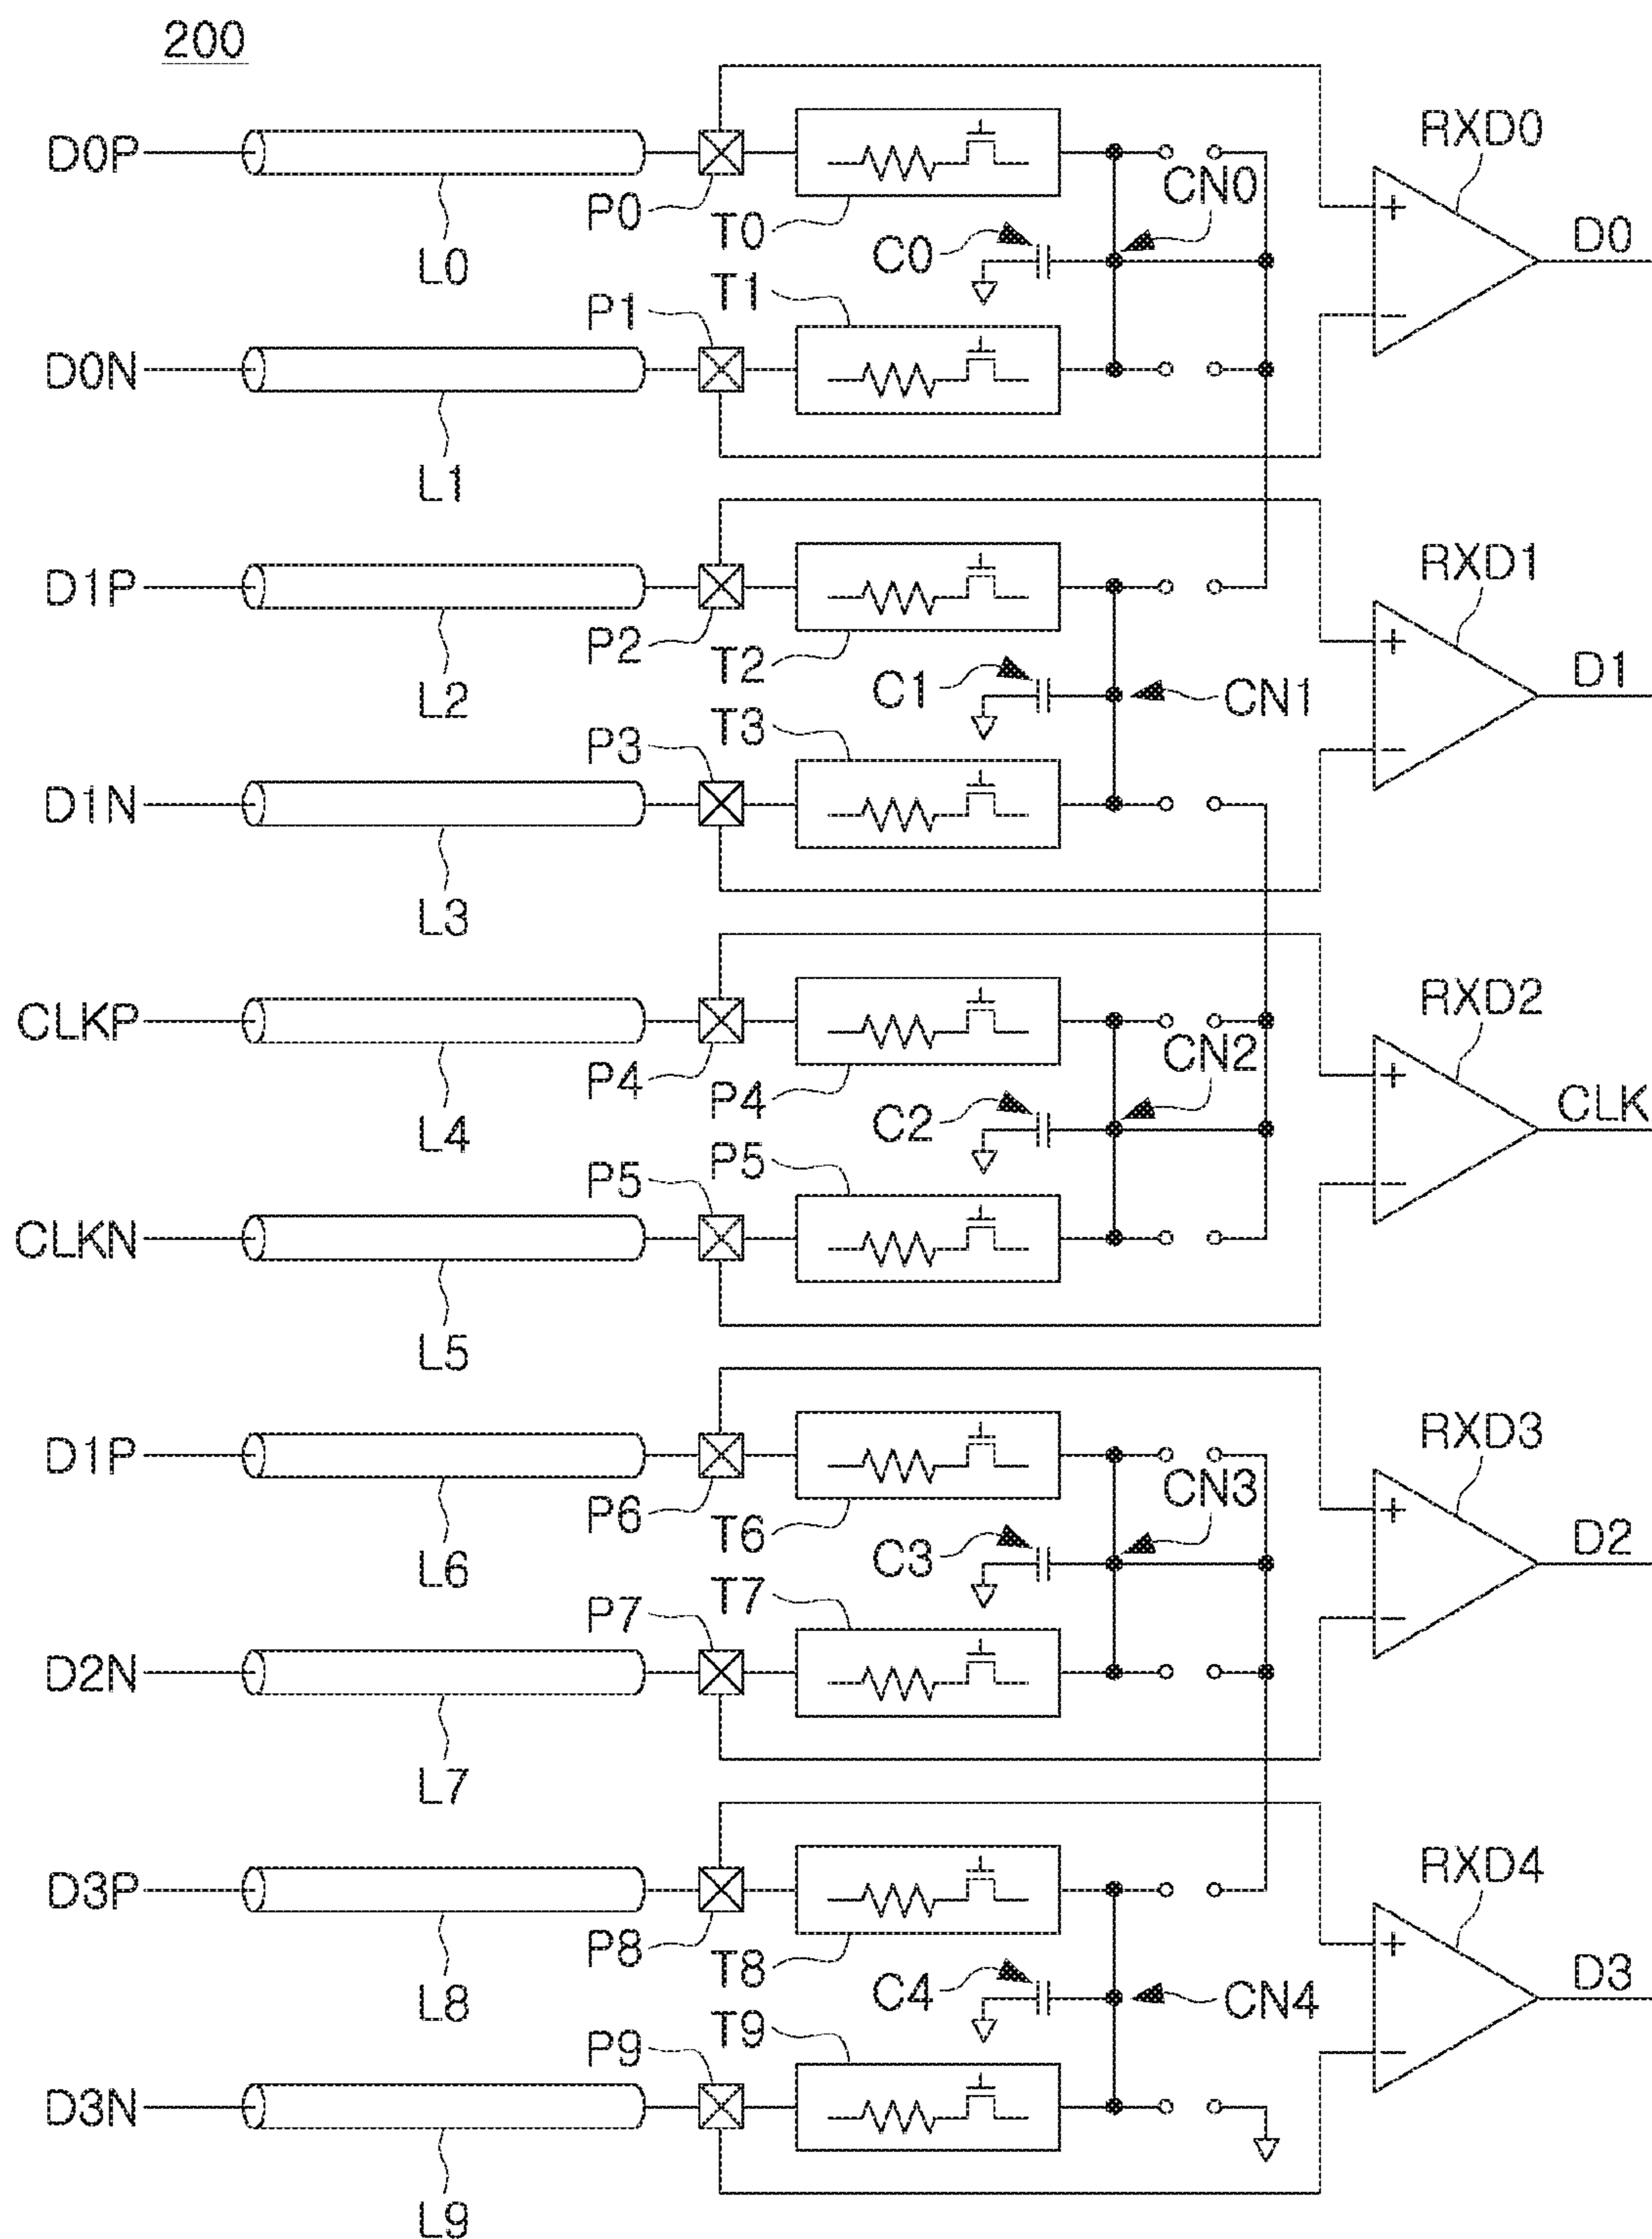 200
D0P
L0
P0
T0
CN0
RXD0
C0
D0
P1
T1
D0N
L1
D1P
L2
P2
T2
RXD1
C1
CN1
D1
P3
T3
D1N
L3
CLKP
L4
P4
P4
CN2
RXD2
C2
CLK
P5
P5
CLKN
L5
D1P
L6
P6
T6
CN3
RXD3
C3
D2
P7
T7
D2N
L7
D3P
L8
P8
T8
RXD4
C4
CN4
D3
P9
T9
D3N
L9